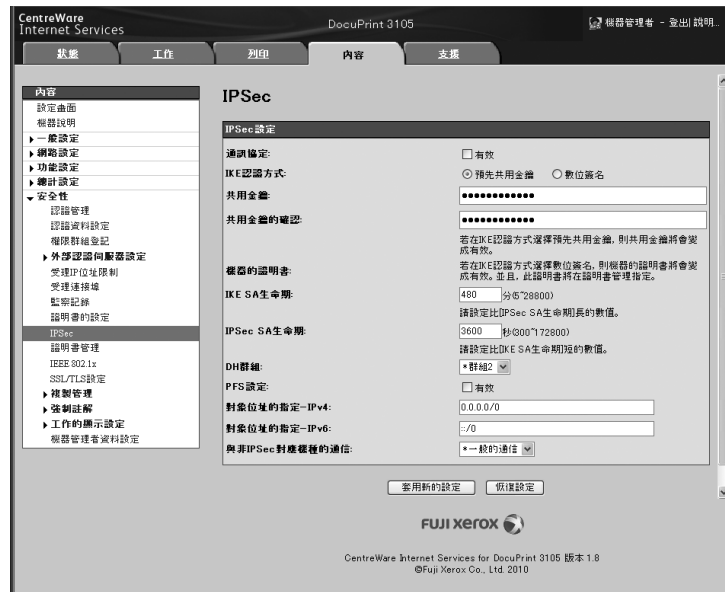 CentreWare
Internet Services
DocuPrint 3105
機器管理者 - 登出|說明...
狀態
工作
列印
內容
支援
內容
設定畫面
機器說明
一般設定
網路設定
功能設定
總計設定
安全性
認證管理
認證資料設定
權限群組登記
外部認證伺服器設定
受理IP位址限制
受理連接埠
監察記錄
證明書的設定
IPSec
證明書管理
IEEE 802.1x
SSL/TLS設定
複製管理
強制註解
工作的顯示設定
機器管理者資料設定
IPSec
IPSec設定
通訊協定:
有效
IKE認證方式:
預先共用金鑰 數位簽名
共用金鑰:
●●●●●●●●●●●●
共用金鑰的確認:
●●●●●●●●●●●●
若在IKE認證方式選擇預先共用金鑰, 則共用金鑰將會變
成有效。
機器的證明書:
若在IKE認證方式選擇數位簽名, 則機器的證明書將會變
成有效。並且, 此證明書將在證明書管理指定。
IKE SA生命期:
480 分(5~28800)
請設定比[IPSec SA生命期]長的數值。
IPSec SA生命期:
3600 秒(300~172800)
請設定比[IKE SA生命期]短的數值。
DH群組:
*群組2
PFS設定:
有效
對象位址的指定-IPv4:
0.0.0.0/0
對象位址的指定-IPv6:
::/0
與非IPSec對應機種的通信:
*一般的通信
套用新的設定 恢復設定
FUJI XEROX
CentreWare Internet Services for DocuPrint 3105 版本 1.8
©Fuji Xerox Co., Ltd. 2010